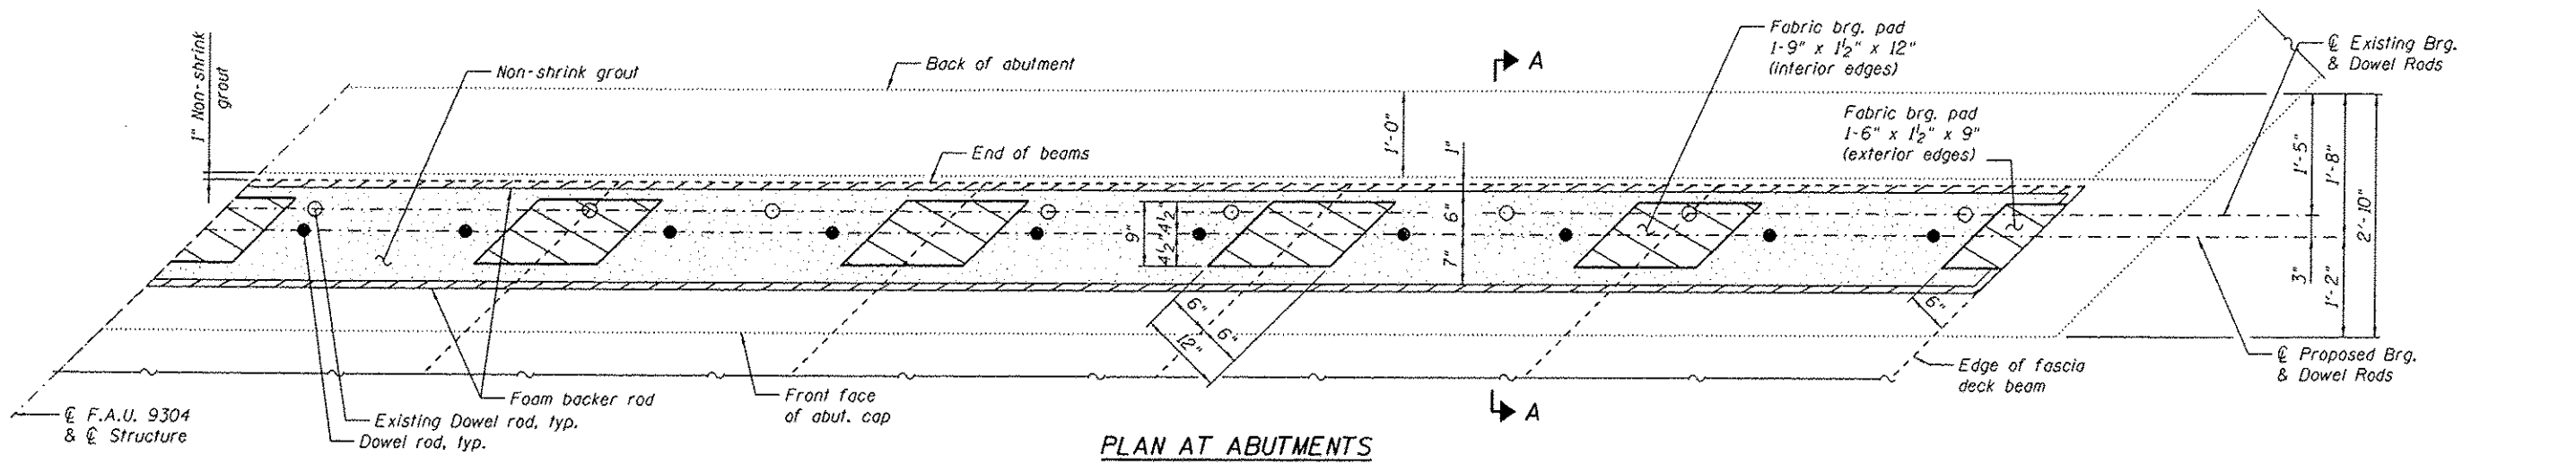 1" Non-shrink
grout
Non-shrink grout
Back of abutment
End of beams
A
Fabric brg. pad
1-9" x 1½" x 12"
(interior edges)
Fabric brg. pad
1-6" x 1½" x 9"
(exterior edges)
℄ Existing Brg.
& Dowel Rods
1'-0"
1"
6"
7"
9"
4½"
4½"
6"
6"
12"
6"
1'-5"
3"
1'-8"
1'-2"
2'-10"
℄ Proposed Brg.
& Dowel Rods
Edge of fascia
deck beam
Front face
of abut. cap
Foam backer rod
Existing Dowel rod, typ.
Dowel rod, typ.
℄ F.A.U. 9304
& ℄ Structure
A
PLAN AT ABUTMENTS